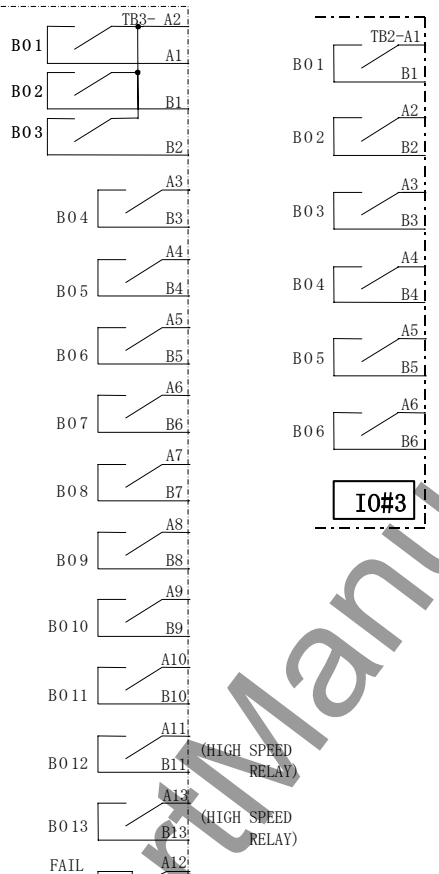 TB3- A2
BO1
A1
BO2
B1
BO3
B2
A3
BO4
B3
A4
BO5
B4
A5
BO6
B5
A6
BO7
B6
A7
BO8
B7
A8
BO9
B8
A9
BO10
B9
A10
BO11
B10
A11
BO12
B11
(HIGH SPEED
RELAY)
A13
BO13
B13
(HIGH SPEED
RELAY)
FAIL
A12
TB2-A1
BO1
B1
A2
BO2
B2
A3
BO3
B3
A4
BO4
B4
A5
BO5
B5
A6
BO6
B6
IO#3
rtManu